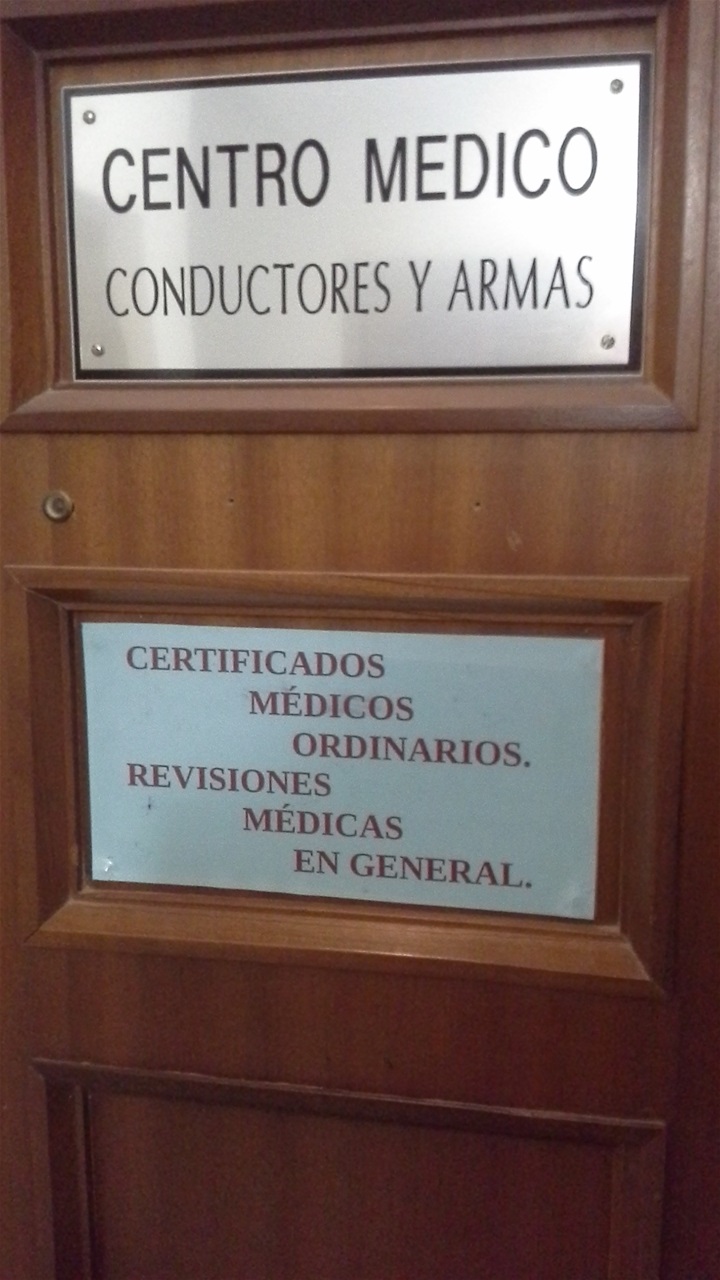 CENTRO MEDICO
CONDUCTORES Y ARMAS
CERTIFICADOS
MÉDICOS
ORDINARIOS.
REVISIONES
MÉDICAS
EN GENERAL.